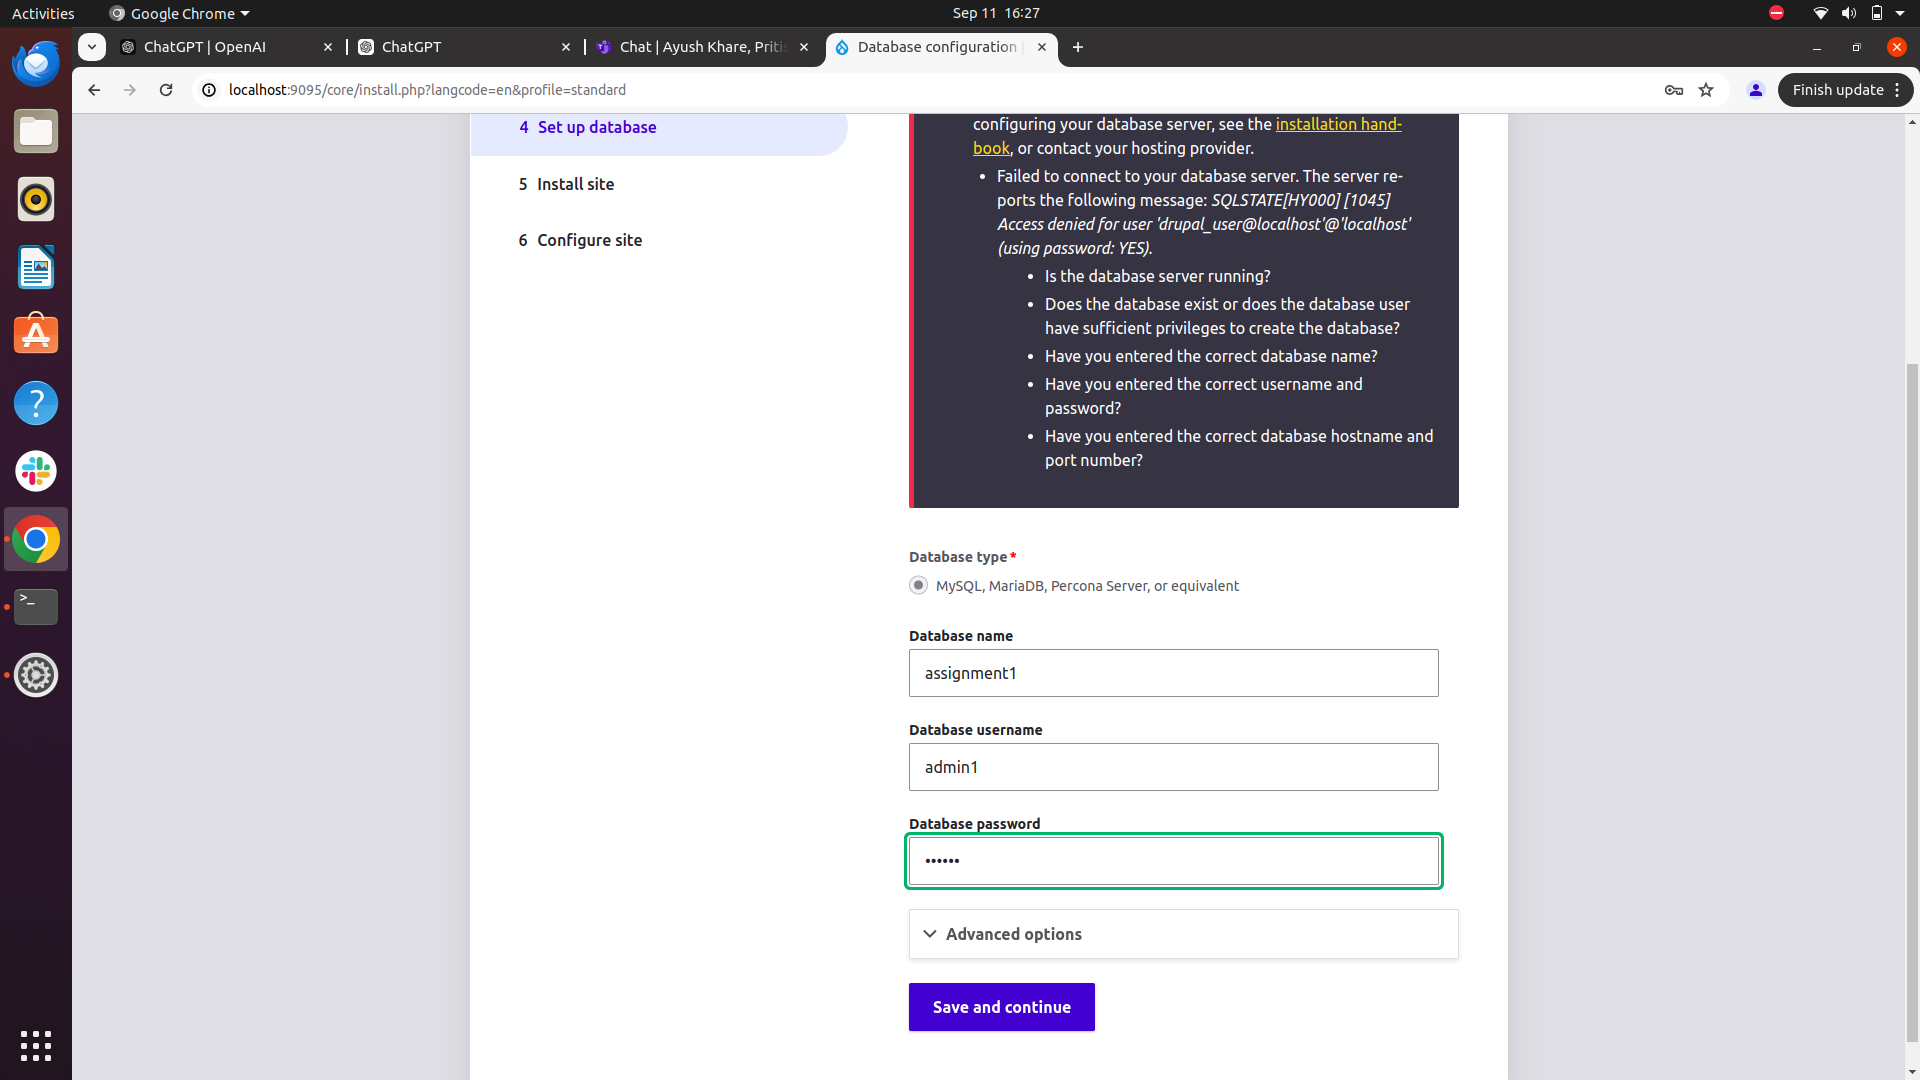 Activities
Google Chrome
Sep 11 16:27
ChatGPT | OpenAI
ChatGPT
Chat | Ayush Khare, Priti
Database configuration
localhost:9095/core/install.php?langcode=en&profile=standard
Finish update
4 Set up database
5 Install site
6 Configure site
configuring your database server, see the installation hand-
book, or contact your hosting provider.
Failed to connect to your database server. The server re-
ports the following message: SQLSTATE[HY000] [1045]
Access denied for user 'drupal_user@localhost'@'localhost'
(using password: YES).
Is the database server running?
Does the database exist or does the database user
have sufficient privileges to create the database?
Have you entered the correct database name?
Have you entered the correct username and
password?
Have you entered the correct database hostname and
port number?
Database type*
MySQL, MariaDB, Percona Server, or equivalent
Database name
assignment1
Database username
admin1
Database password
••••••
Advanced options
Save and continue